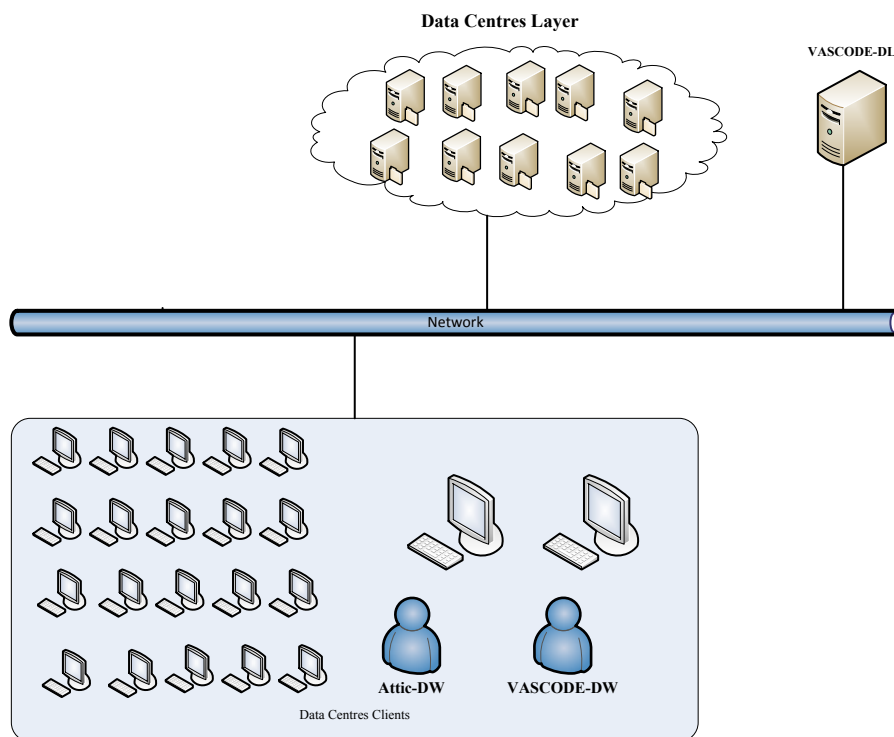 Data Centres Layer
VASCODE-DL
Network
Attic-DW
VASCODE-DW
Data Centres Clients